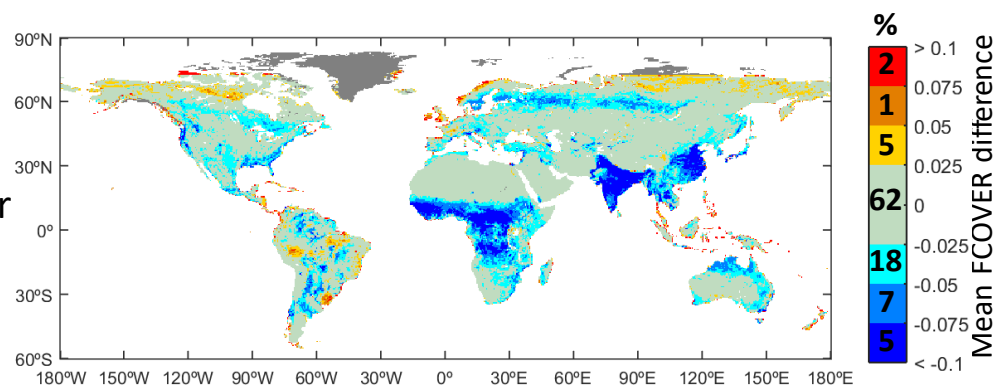 %
90ºN
60ºN
30ºN
0º
30ºS
60ºS
180ºW 150ºW 120ºW 90ºW 60ºW 30ºW 0º 30ºE 60ºE 90ºE 120ºE 150ºE 180ºE
r
2
1
5
62
18
7
5
> 0.1
0.075
0.05
0.025
0
-0.025
-0.05
-0.075
< -0.1
Mean FCOVER difference